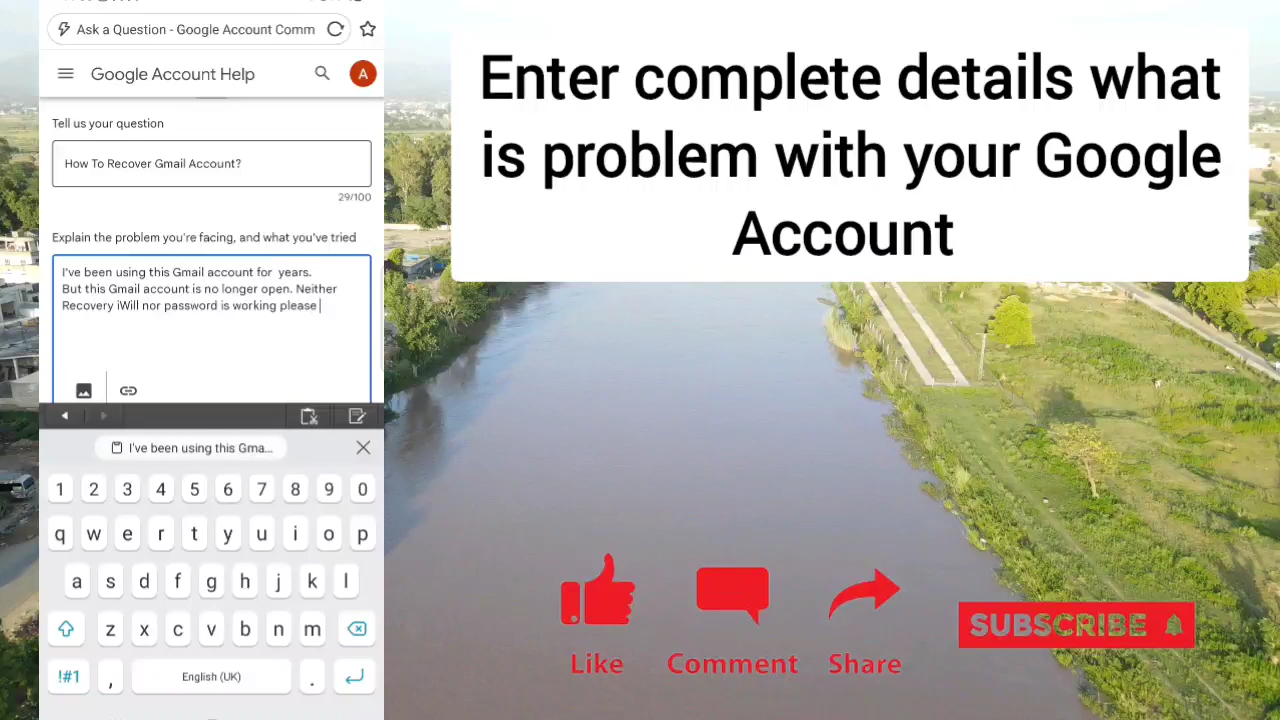 Ask a Question - Google Account Comm
Google Account Help
A
Tell us your question
How To Recover Gmail Account?
29/100
Explain the problem you're facing, and what you've tried
I've been using this Gmail account for  years.
But this Gmail account is no longer open. Neither
Recovery iWill nor password is working please
I've been using this Gma...
1 2 3 4 5 6 7 8 9 0
q w e r t y u i o p
a s d f g h j k l
z x c v b n m
!#1 , English (UK) .
Enter complete details what
is problem with your Google
Account
Like Comment Share
SUBSCRIBE